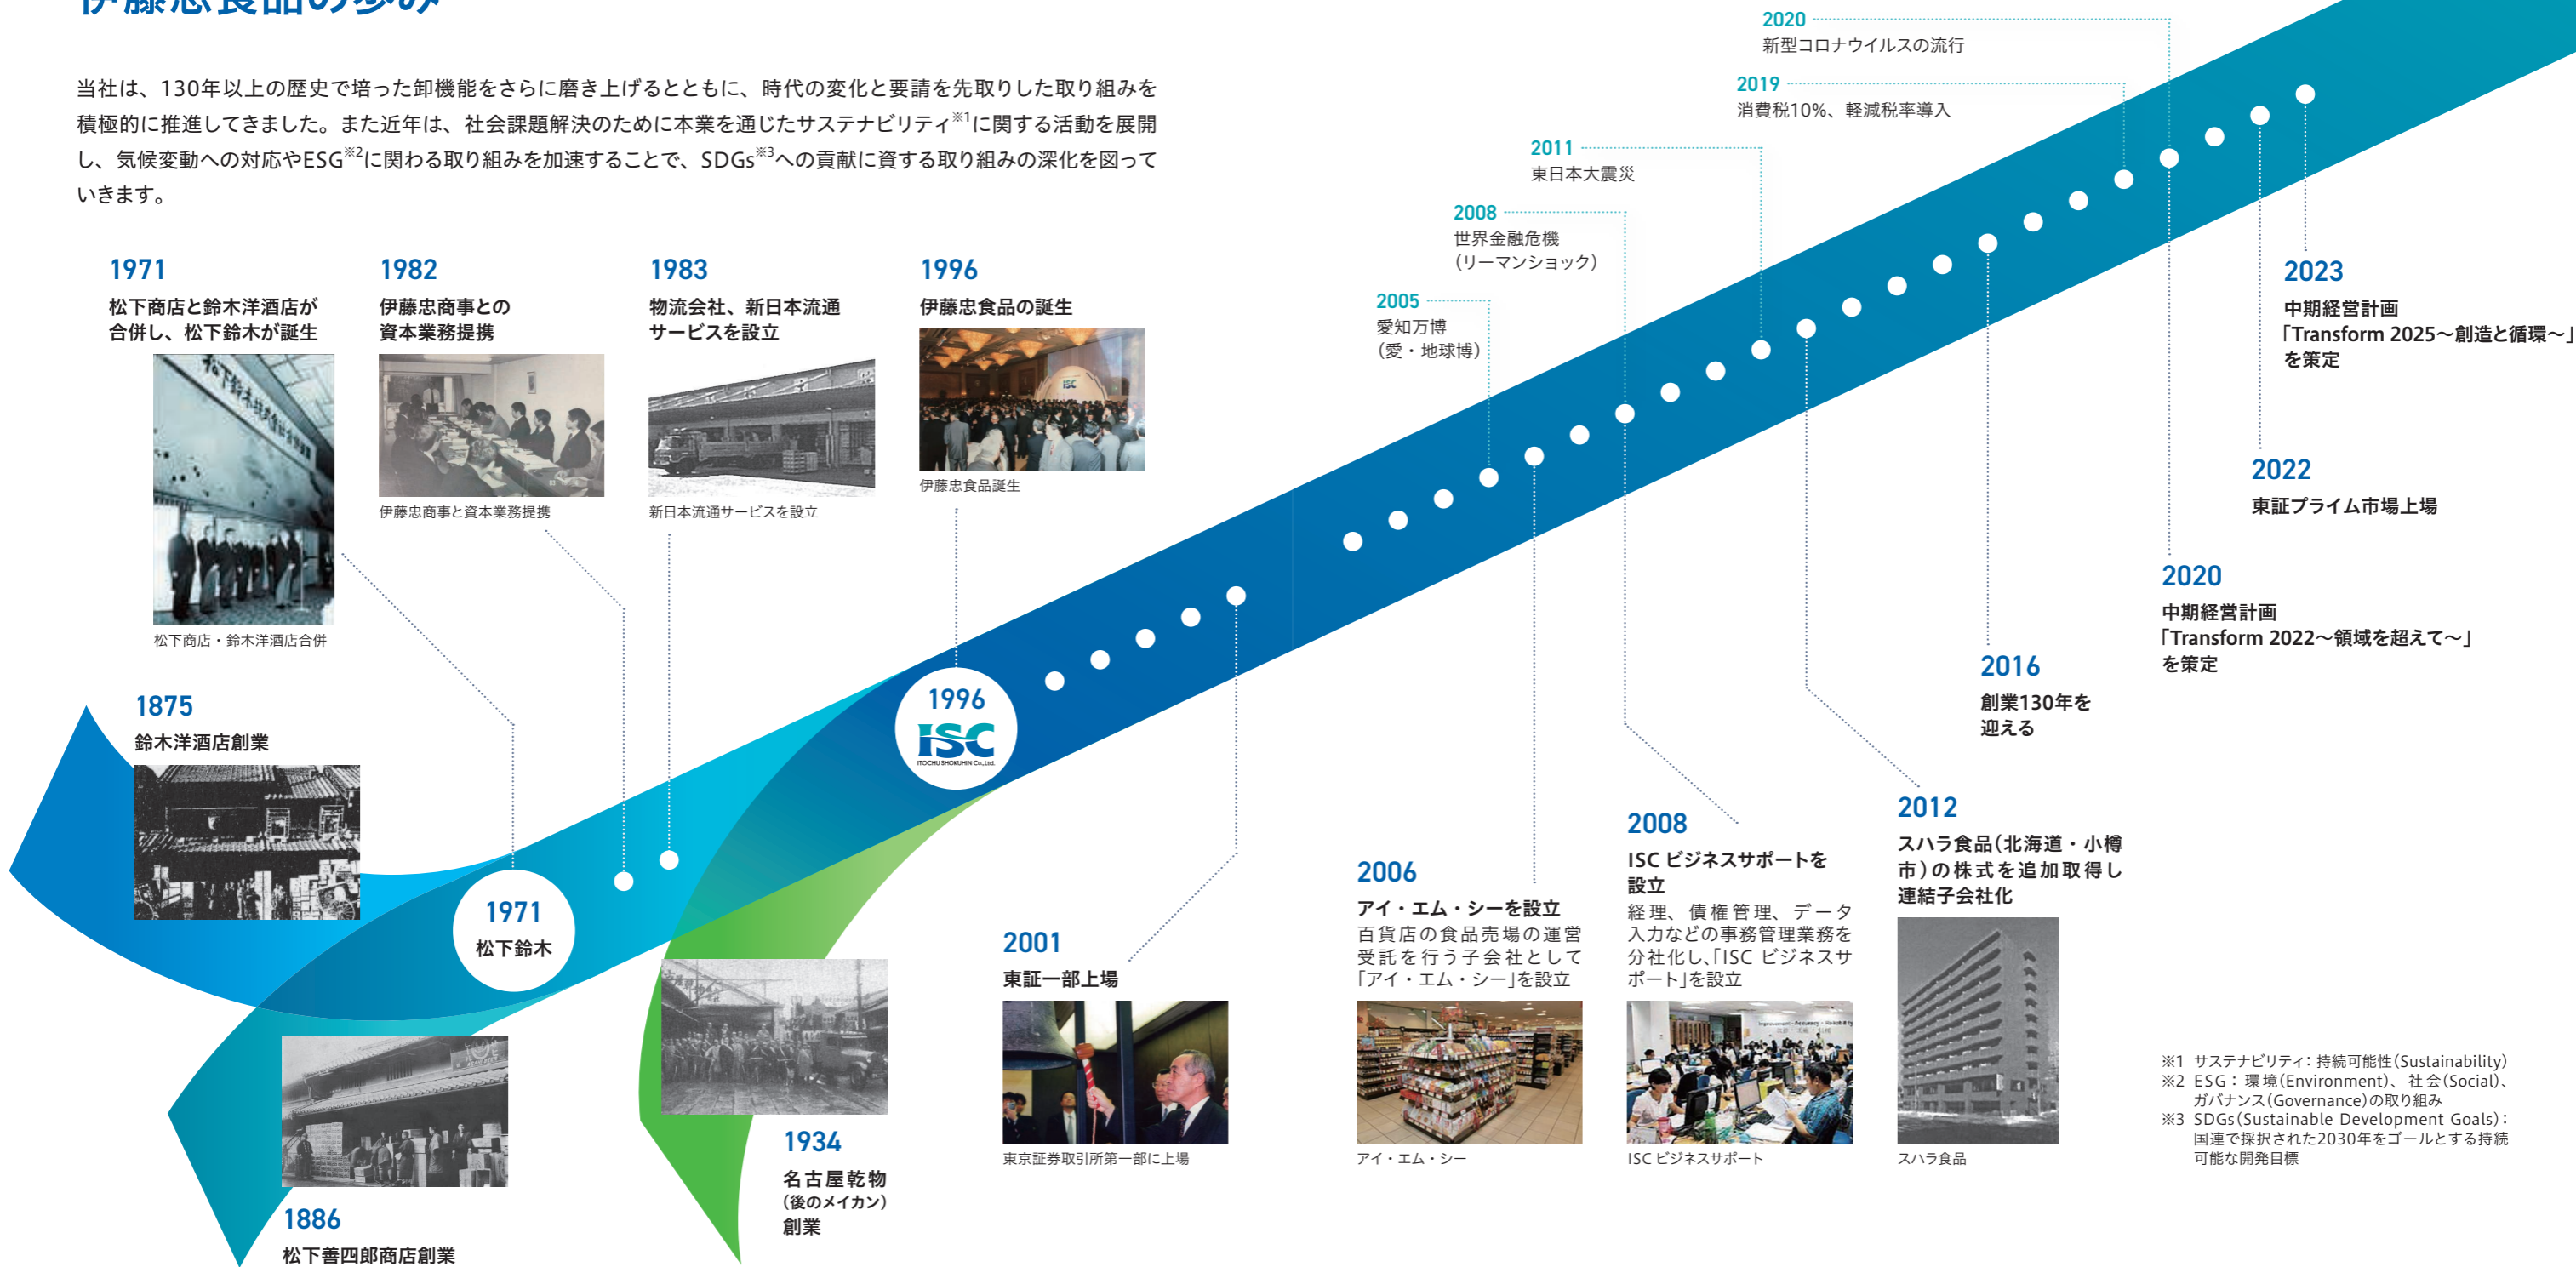 伊藤忠食品の歩み
当社は、130年以上の歴史で培った卸機能をさらに磨き上げるとともに、時代の変化と要請を先取りした取り組みを
積極的に推進してきました。また近年は、社会課題解決のために本業を通じたサステナビリティ※1に関する活動を展開
し、気候変動への対応やESG※2に関わる取り組みを加速することで、SDGs※3への貢献に資する取り組みの深化を図って
いきます。
1971
松下商店と鈴木洋酒店が
合併し、松下鈴木が誕生
松下商店・鈴木洋酒店合併
1982
伊藤忠商事との
資本業務提携
伊藤忠商事と資本業務提携
1983
物流会社、新日本流通
サービスを設立
新日本流通サービスを設立
1996
伊藤忠食品の誕生
ISC
伊藤忠食品誕生
1875
鈴木洋酒店創業
1971
松下鈴木
1886
松下善四郎商店創業
1934
名古屋乾物
（後のメイカン）
創業
1996
ISC
ITOCHU SHOKUHIN Co.,Ltd.
2001
東証一部上場
東京証券取引所第一部に上場
2005
愛知万博
（愛・地球博）
2008
世界金融危機
（リーマンショック）
2011
東日本大震災
2019
消費税10%、軽減税率導入
2020
新型コロナウイルスの流行
2006
アイ・エム・シーを設立
百貨店の食品売場の運営
受託を行う子会社として
「アイ・エム・シー」を設立
アイ・エム・シー
2008
ISC ビジネスサポートを
設立
経理、債権管理、データ
入力などの事務管理業務を
分社化し、「ISC ビジネスサ
ポート」を設立
ISC ビジネスサポート
2012
スハラ食品（北海道・小樽
市）の株式を追加取得し
連結子会社化
スハラ食品
2016
創業130年を
迎える
2020
中期経営計画
「Transform 2022～領域を超えて～」
を策定
2022
東証プライム市場上場
2023
中期経営計画
「Transform 2025～創造と循環～」
を策定
※1 サステナビリティ：持続可能性（Sustainability）
※2 ESG：環境（Environment）、社会（Social）、
ガバナンス（Governance）の取り組み
※3 SDGs（Sustainable Development Goals）：
国連で採択された2030年をゴールとする持続
可能な開発目標